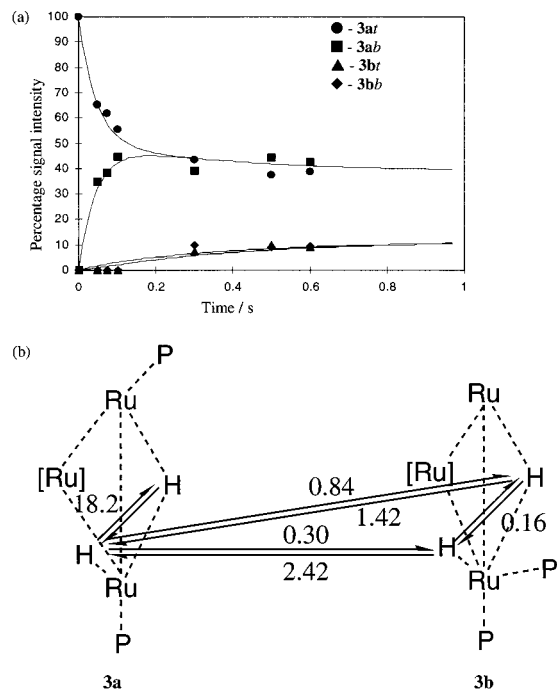 (a)
100
90
80
70
60
50
40
30
20
10
0
Percentage signal intensity
0
0.2
0.4
0.6
0.8
1
Time / s
- 3at
- 3ab
- 3bt
- 3bb
(b)
P
Ru
[Ru]
H
18.2
H
Ru
P
3a
0.84
1.42
0.30
2.42
Ru
[Ru]
H
0.16
H
Ru
P
P
3b